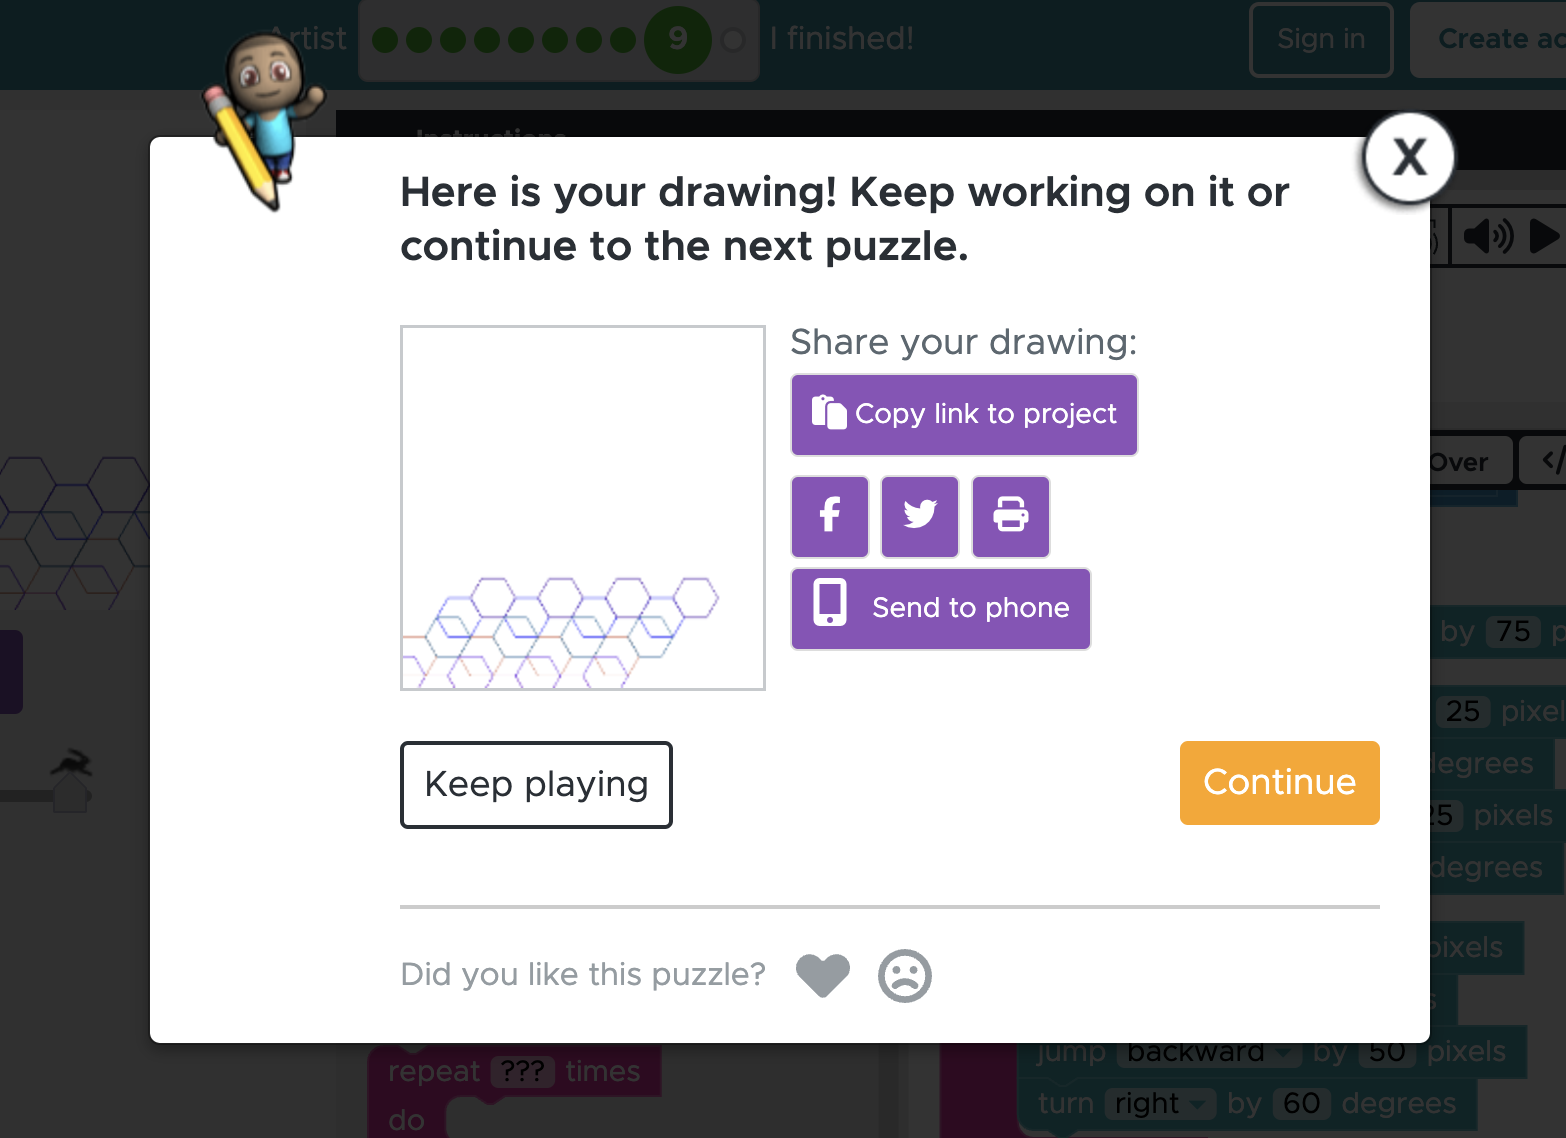 Artist
9
I finished!
Sign in
Create ac
Instructions
X
Here is your drawing! Keep working on it or
continue to the next puzzle.
Share your drawing:
Copy link to project
Send to phone
Keep playing
Continue
Did you like this puzzle?
Over
</
by 75 p
25 pixel
degrees
25 pixels
degrees
pixels
s
jump backward by 50 pixels
turn right by 60 degrees
repeat ??? times
do